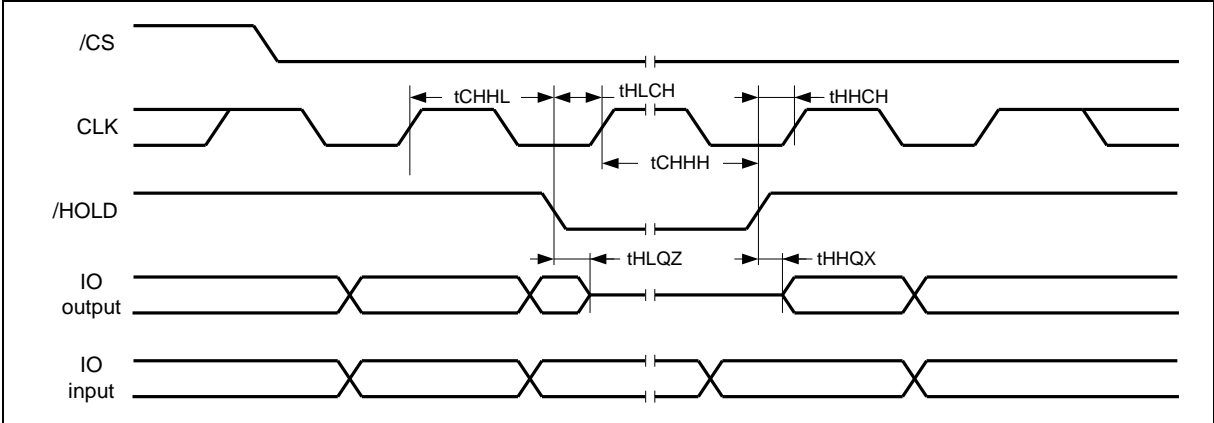 /CS
tCHHL
tHLCH
tHHCH
CLK
tCHHH
/HOLD
tHLQZ
tHHQX
IO
output
IO
input